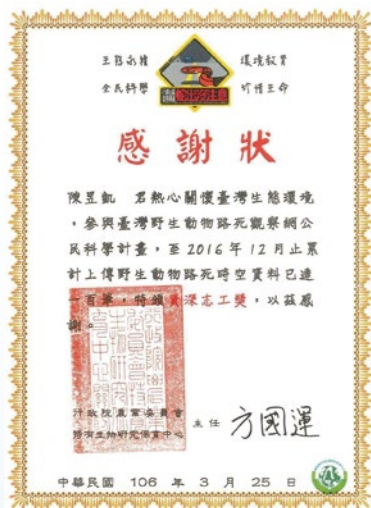 生態永續 環境教育
全民科學 珍惜生命
感謝狀
陳昱凱 君熱心關懷臺灣生態環境
,參與臺灣野生動物路死觀察網公
民科學計畫,至2016年12月止累
計上傳野生動物路死時空資料已達
一百筆,特頒資深志工獎,以茲感
謝。
行政院農業委員會
特有生物研究保育中心
主任 方國運
中華民國 106 年 3 月 25 日